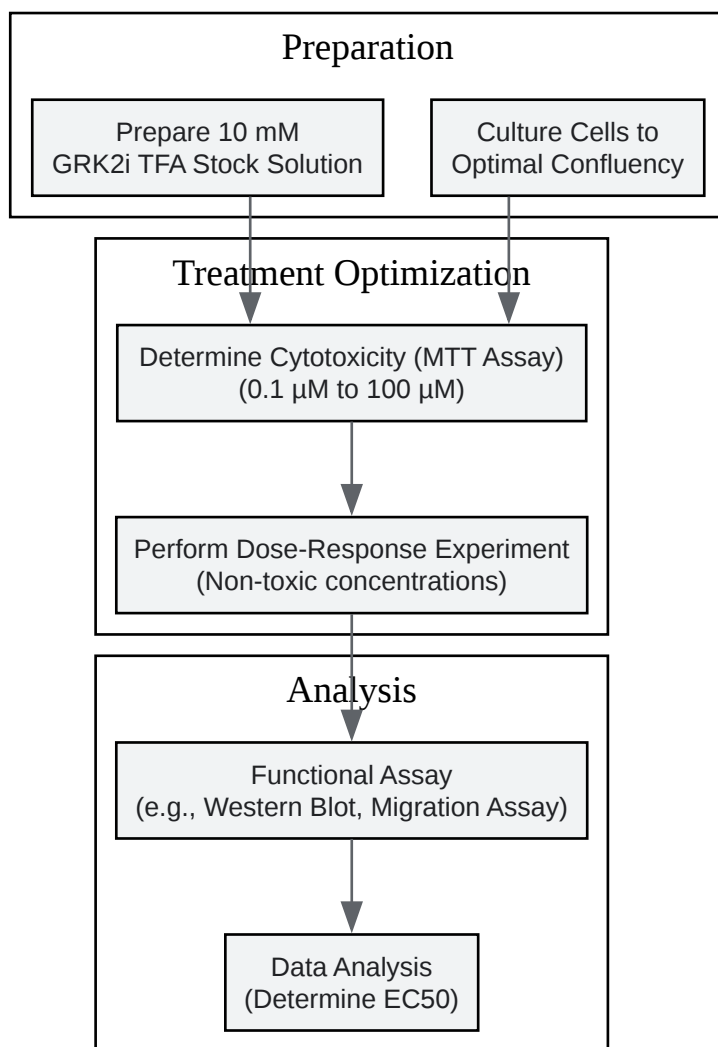 Preparation
Prepare 10 mM
GRK2i TFA Stock Solution
Culture Cells to
Optimal Confluency
Treatment Optimization
Determine Cytotoxicity (MTT Assay)
(0.1 µM to 100 µM)
Perform Dose-Response Experiment
(Non-toxic concentrations)
Analysis
Functional Assay
(e.g., Western Blot, Migration Assay)
Data Analysis
(Determine EC50)